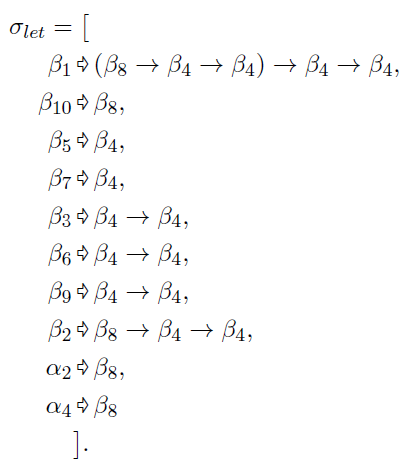 σ_let = [
β₁ ➩ (β₈ → β₄ → β₄) → β₄ → β₄,
β₁₀ ➩ β₈,
β₅ ➩ β₄,
β₇ ➩ β₄,
β₃ ➩ β₄ → β₄,
β₆ ➩ β₄ → β₄,
β₉ ➩ β₄ → β₄,
β₂ ➩ β₈ → β₄ → β₄,
α₂ ➩ β₈,
α₄ ➩ β₈
].